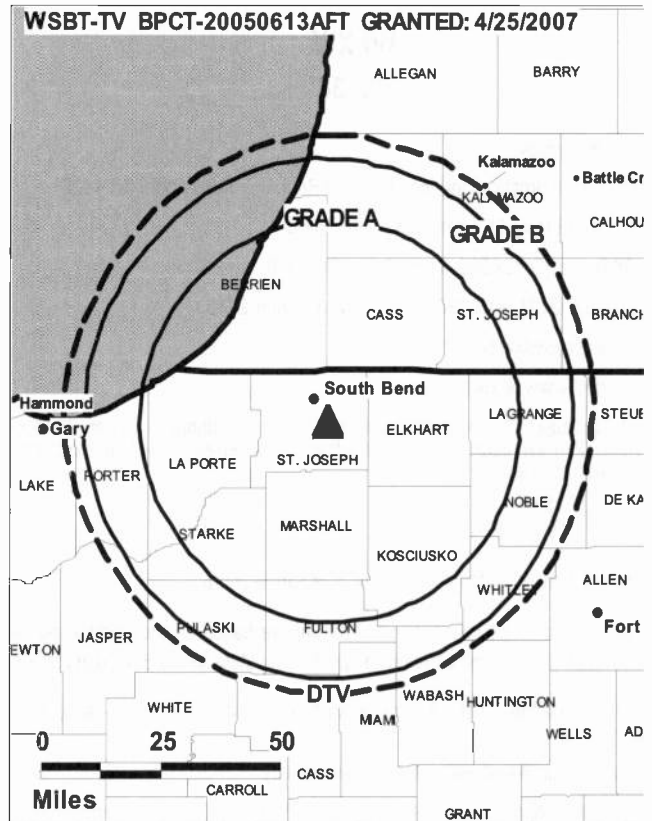 WSBT-TV BPCT-20050613AFT GRANTED: 4/25/2007
ALLEGAN
BARRY
Kalamazoo
Battle Cr
KALAMAZOO
CALHOU
GRADE A
GRADE B
BERRIEN
CASS
ST. JOSEPH
BRANCH
South Bend
Hammond
Gary
LAGRANGE
STEUB
ELKHART
LA PORTE
ST. JOSEPH
PORTER
LAKE
NOBLE
DE KA
STARKE
MARSHALL
KOSCIUSKO
WHITLEY
ALLEN
Fort
PULASKI
FULTON
JASPER
EWTON
DTV
WABASH
HUNTINGTON
WHITE
MIAMI
WELLS
AD
0 25 50
CASS
Miles
CARROLL
GRANT